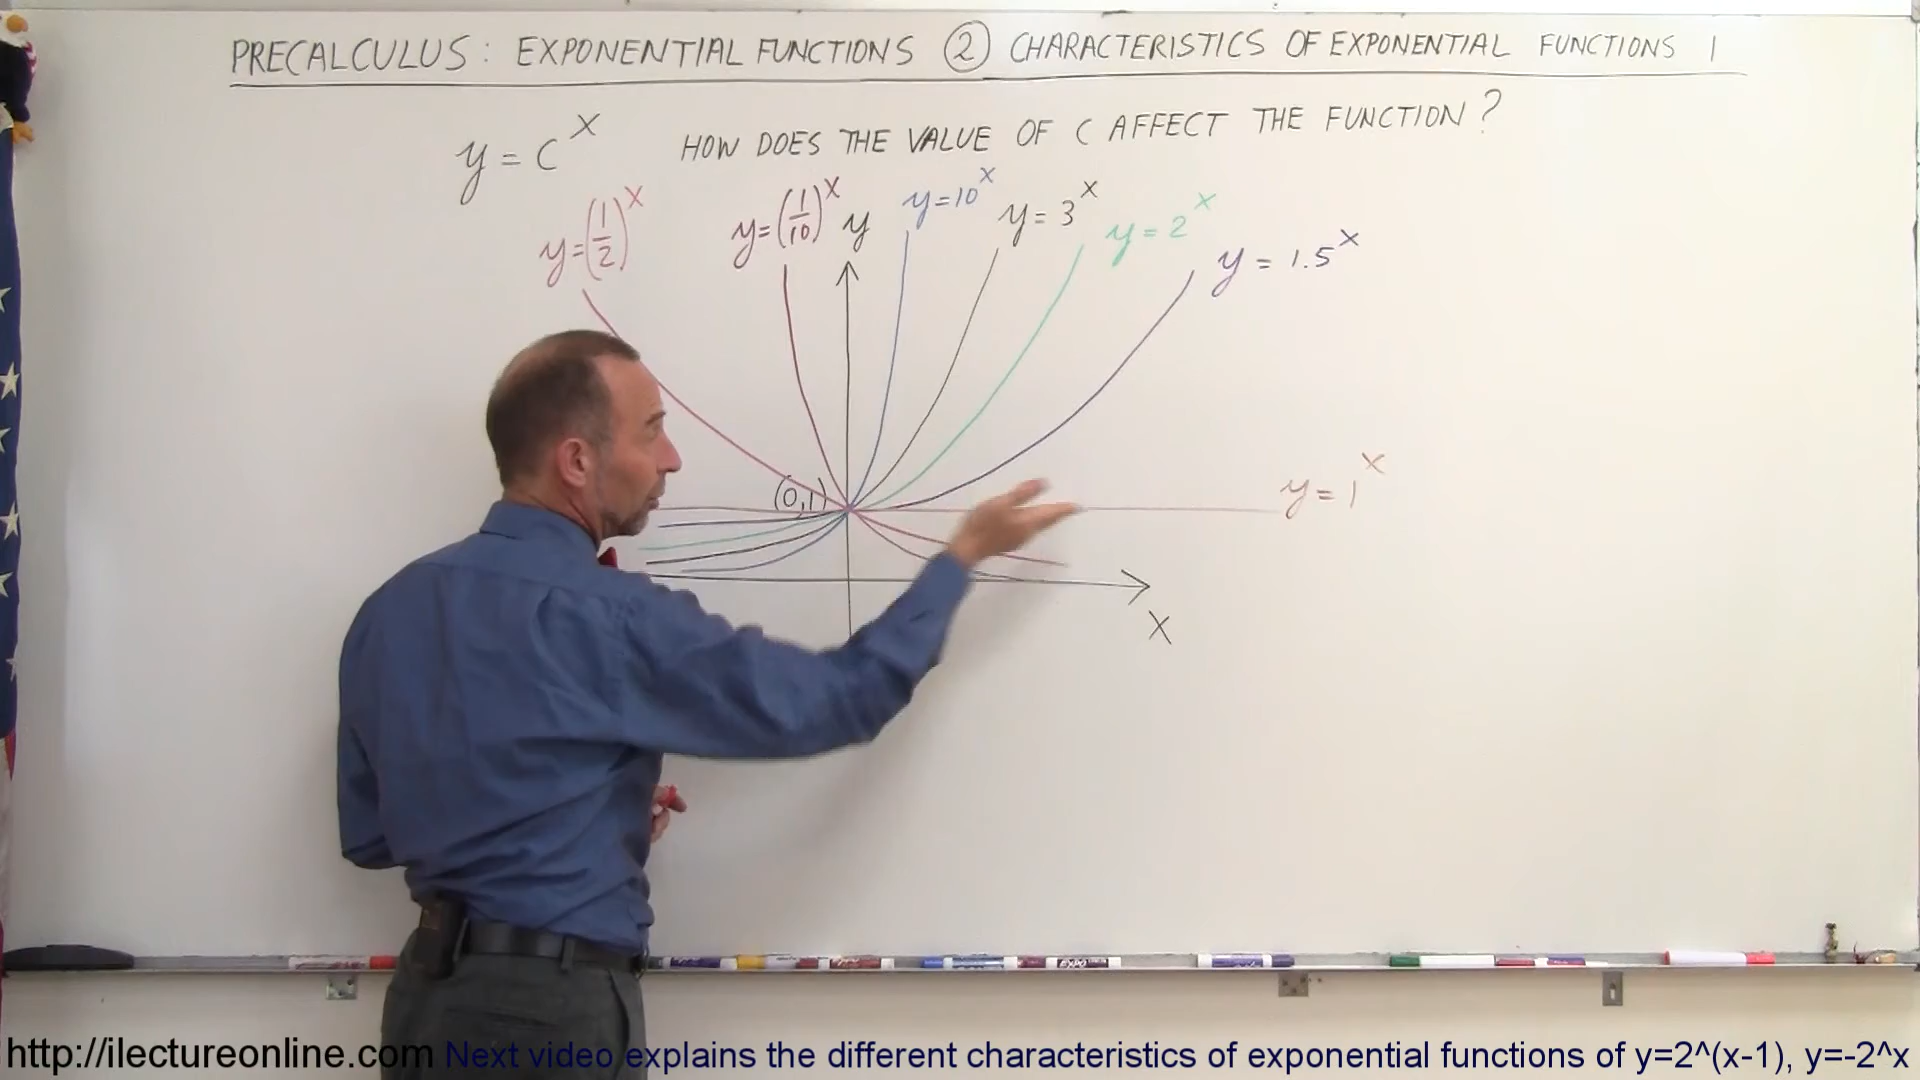 PRECALCULUS: EXPONENTIAL FUNCTIONS ② CHARACTERISTICS OF EXPONENTIAL FUNCTIONS 1
y = c^x HOW DOES THE VALUE OF C AFFECT THE FUNCTION?
y=(1/2)^x y=(1/10)^x y y=10^x y=3^x y=2^x y=1.5^x
(0,1) y=1^x
x
EXPO
http://ilectureonline.com Next video explains the different characteristics of exponential functions of y=2^(x-1), y=-2^x